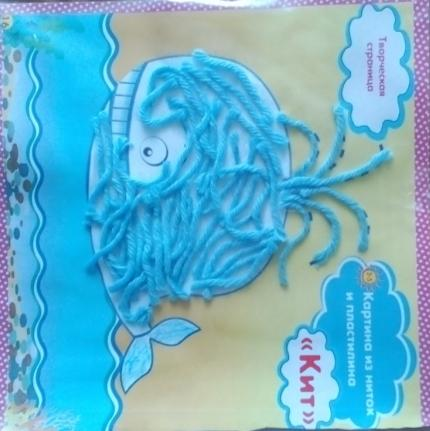 Творческая
страница
Картина из ниток
и пластилина
«Кит»